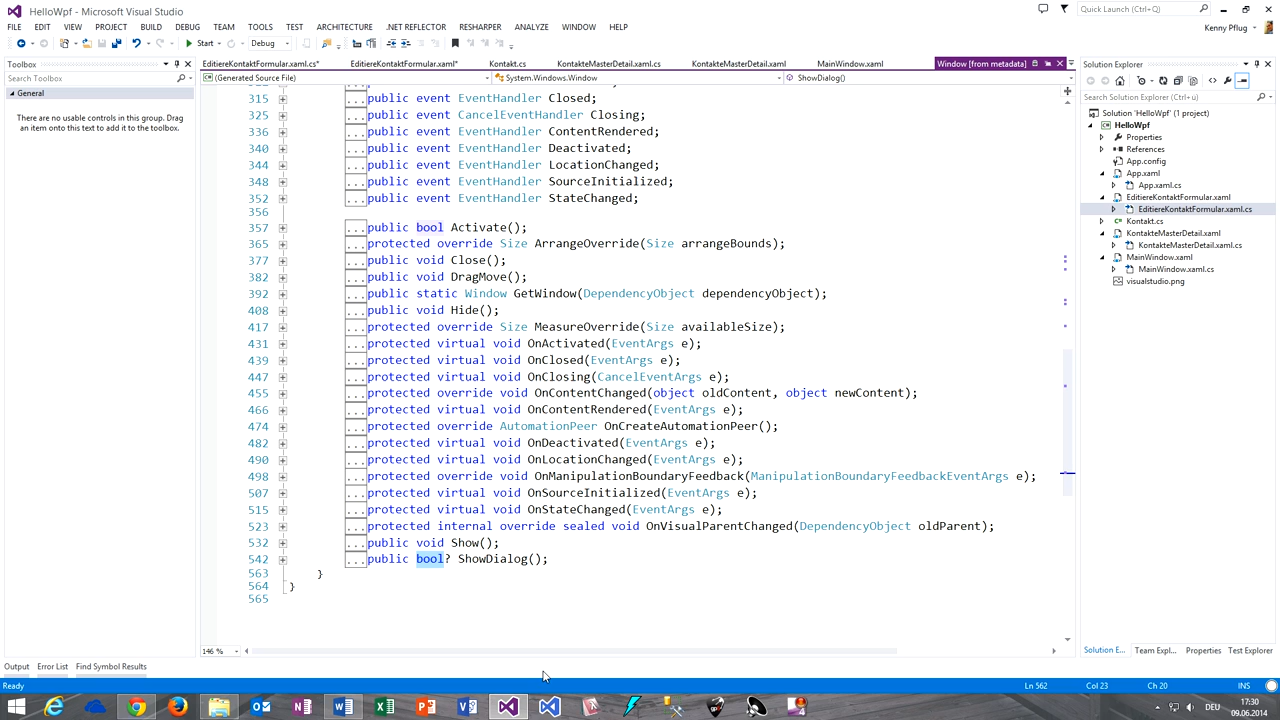 HelloWpf - Microsoft Visual Studio
Quick Launch (Ctrl+Q)
FILE EDIT VIEW PROJECT BUILD DEBUG TEAM TOOLS TEST ARCHITECTURE .NET REFLECTOR RESHARPER ANALYZE WINDOW HELP
Kenny Pflug
Start Debug
Toolbox
EditiereKontaktFormular.xaml.cs* EditiereKontaktFormular.xaml* Kontakt.cs KontakteMasterDetail.xaml.cs KontakteMasterDetail.xaml MainWindow.xaml Window [from metadata]
Solution Explorer
Search Toolbox
(Generated Source File) System.Windows.Window ShowDialog()
General
There are no usable controls in this group. Drag
an item onto this text to add it to the toolbox.
Search Solution Explorer (Ctrl+ü)
Solution 'HelloWpf' (1 project)
HelloWpf
Properties
References
App.config
App.xaml
App.xaml.cs
EditiereKontaktFormular.xaml
EditiereKontaktFormular.xaml.cs
Kontakt.cs
KontakteMasterDetail.xaml
KontakteMasterDetail.xaml.cs
MainWindow.xaml
MainWindow.xaml.cs
visualstudio.png
315 ...public event EventHandler Closed;
325 ...public event CancelEventHandler Closing;
336 ...public event EventHandler ContentRendered;
340 ...public event EventHandler Deactivated;
344 ...public event EventHandler LocationChanged;
348 ...public event EventHandler SourceInitialized;
352 ...public event EventHandler StateChanged;
356
357 ...public bool Activate();
365 ...protected override Size ArrangeOverride(Size arrangeBounds);
377 ...public void Close();
382 ...public void DragMove();
392 ...public static Window GetWindow(DependencyObject dependencyObject);
408 ...public void Hide();
417 ...protected override Size MeasureOverride(Size availableSize);
431 ...protected virtual void OnActivated(EventArgs e);
439 ...protected virtual void OnClosed(EventArgs e);
447 ...protected virtual void OnClosing(CancelEventArgs e);
455 ...protected override void OnContentChanged(object oldContent, object newContent);
466 ...protected virtual void OnContentRendered(EventArgs e);
474 ...protected override AutomationPeer OnCreateAutomationPeer();
482 ...protected virtual void OnDeactivated(EventArgs e);
490 ...protected virtual void OnLocationChanged(EventArgs e);
498 ...protected override void OnManipulationBoundaryFeedback(ManipulationBoundaryFeedbackEventArgs e);
507 ...protected virtual void OnSourceInitialized(EventArgs e);
515 ...protected virtual void OnStateChanged(EventArgs e);
523 ...protected internal override sealed void OnVisualParentChanged(DependencyObject oldParent);
532 ...public void Show();
542 ...public bool? ShowDialog();
563 }
564 }
565
146 %
Solution E... Team Expl... Properties Test Explorer
Output Error List Find Symbol Results
Ready Ln 562 Col 23 Ch 20 INS
DEU
17:30
09.06.2014